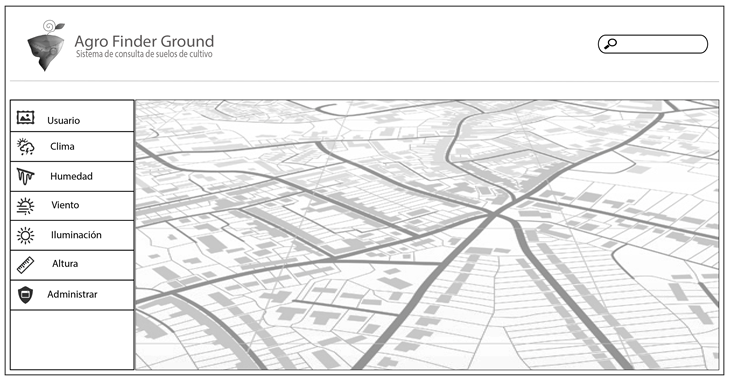 Agro Finder Ground
Sistema de consulta de suelos de cultivo
Usuario
Clima
Humedad
Viento
Iluminación
Altura
Administrar